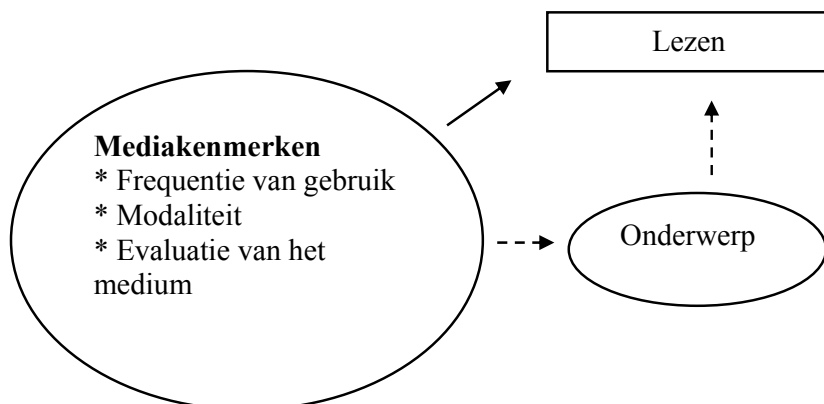 Lezen
Mediakenmerken
* Frequentie van gebruik
* Modaliteit
* Evaluatie van het
medium
Onderwerp